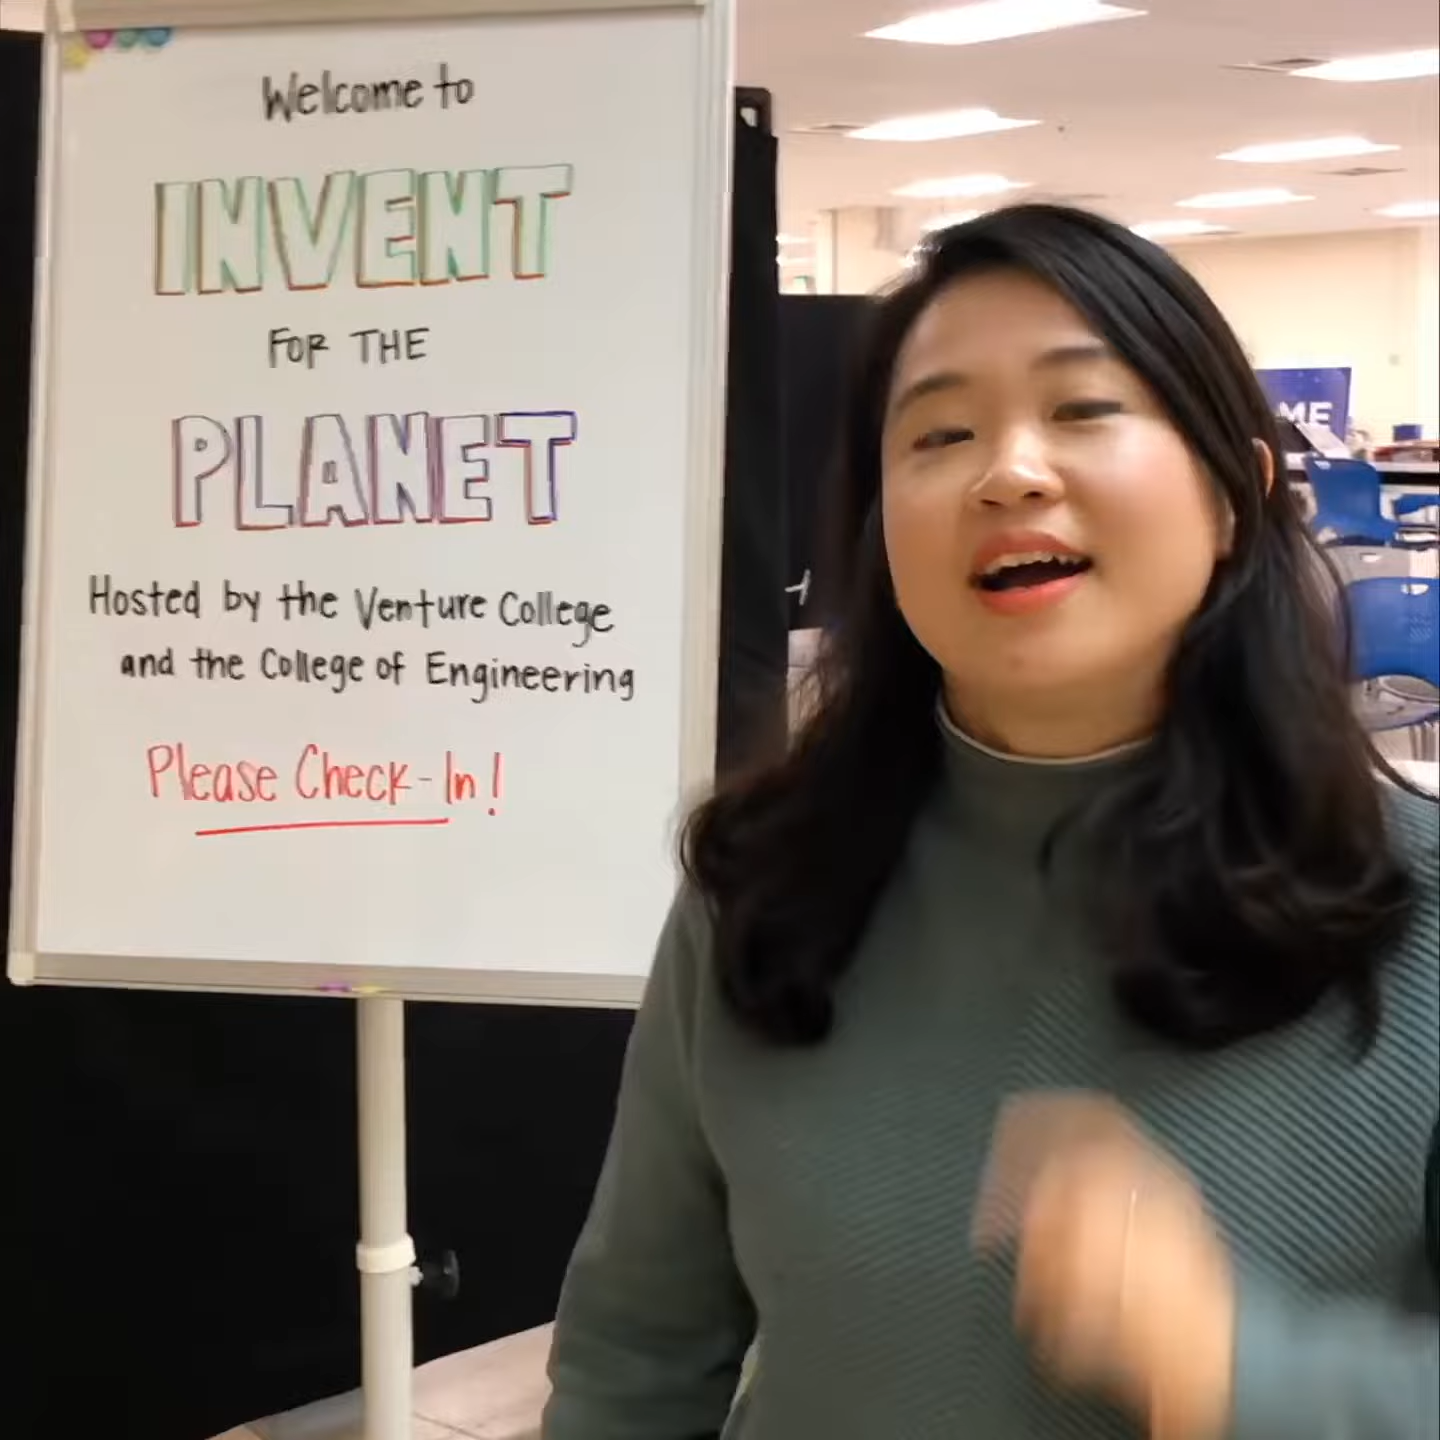 Welcome to
INVENT
FOR THE
PLANET
Hosted by the Venture College
and the College of Engineering
Please Check-In!
ME